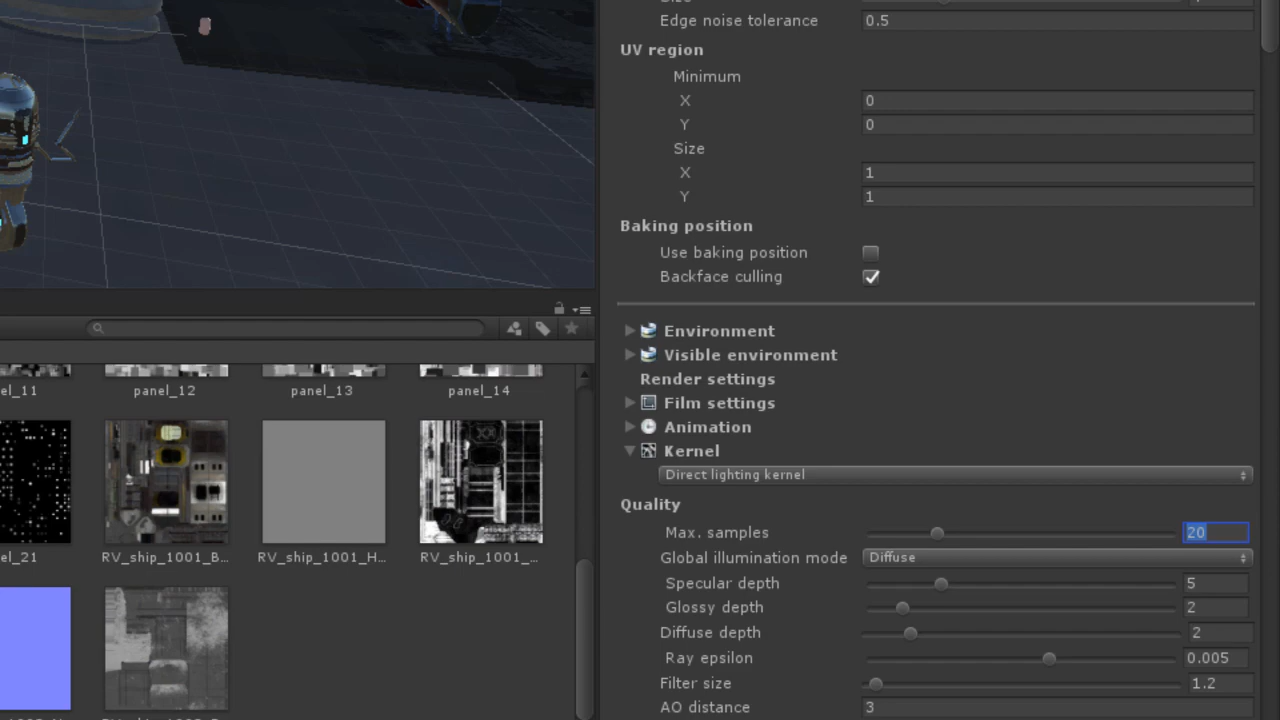 Edge noise tolerance 0.5
UV region
Minimum
X 0
Y 0
Size
X 1
Y 1
Baking position
Use baking position
Backface culling
Environment
Visible environment
Render settings
Film settings
Animation
Kernel
Direct lighting kernel
Quality
Max. samples 20
Global illumination mode Diffuse
Specular depth 5
Glossy depth 2
Diffuse depth 2
Ray epsilon 0.005
Filter size 1.2
AO distance 3
el_11 panel_12 panel_13 panel_14
el_21 RV_ship_1001_B... RV_ship_1001_H... RV_ship_1001_...